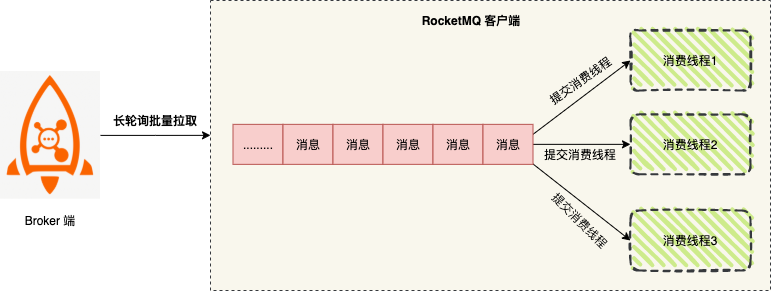 RocketMQ 客户端
消费线程1
提交消费线程
长轮询批量拉取
......... 消息 消息 消息 消息 消息
提交消费线程
消费线程2
Broker 端
提交消费线程
消费线程3